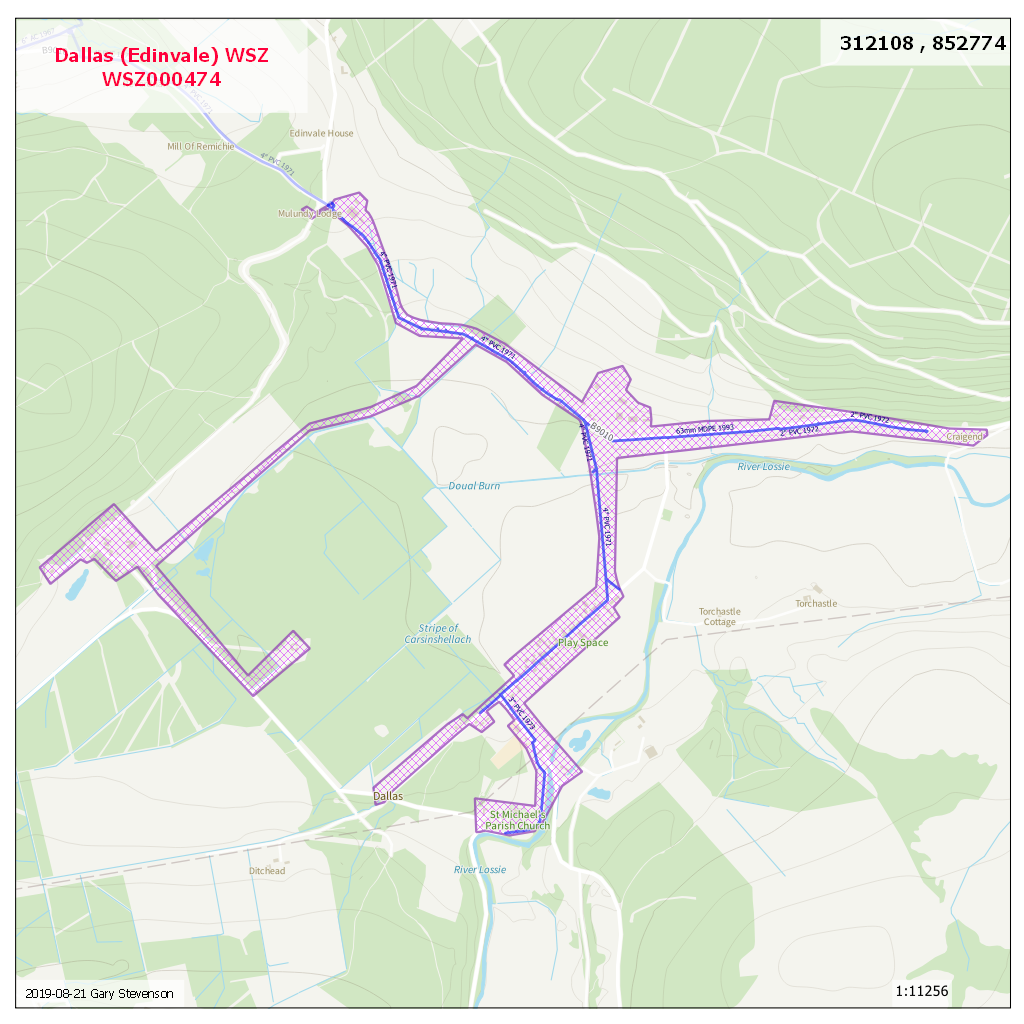 Dallas (Edinvale) WSZ
WSZ000474
312108 , 852774
Edinvale House
Mill Of Remichie
4" PVC 1971
Mulundy Lodge
4" PVC 1971
4" PVC 1971
B9010
4" PVC 1971
63mm MDPE 1993
2" PVC 1972
2" PVC 1972
Craigend
River Lossie
Doual Burn
4" PVC 1971
Torchastle
Torchastle
Cottage
Stripe of
Carsinshellach
Play Space
3" PVC 1973
Dallas
St Michael's
Parish Church
River Lossie
Ditchead
2019-08-21 Gary Stevenson
1:11256